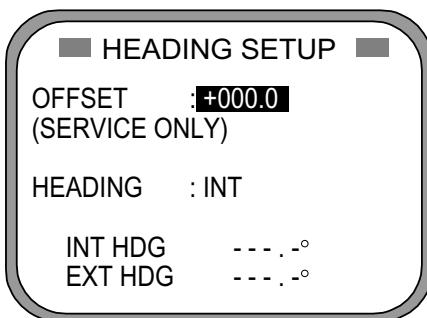 HEADING SETUP
OFFSET : +000.0
(SERVICE ONLY)
HEADING : INT
INT HDG - - - . -°
EXT HDG - - - . -°